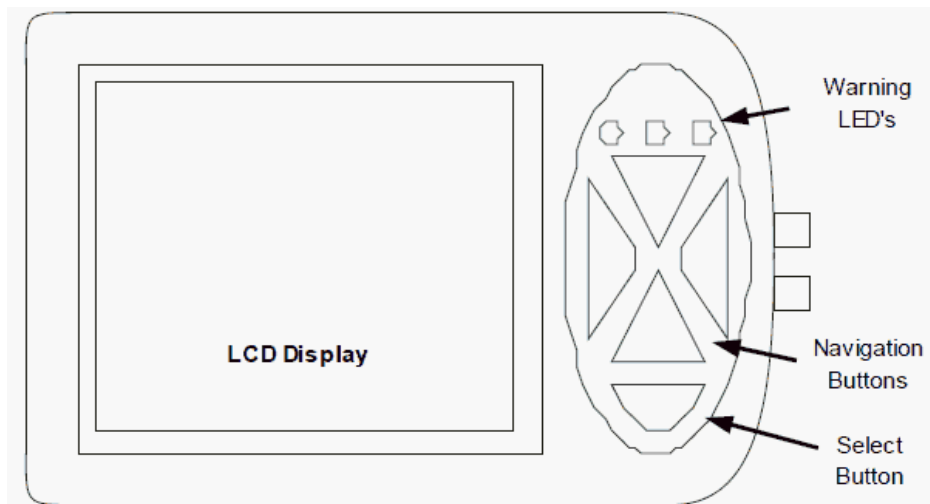 Warning
LED's
LCD Display
Navigation
Buttons
Select
Button